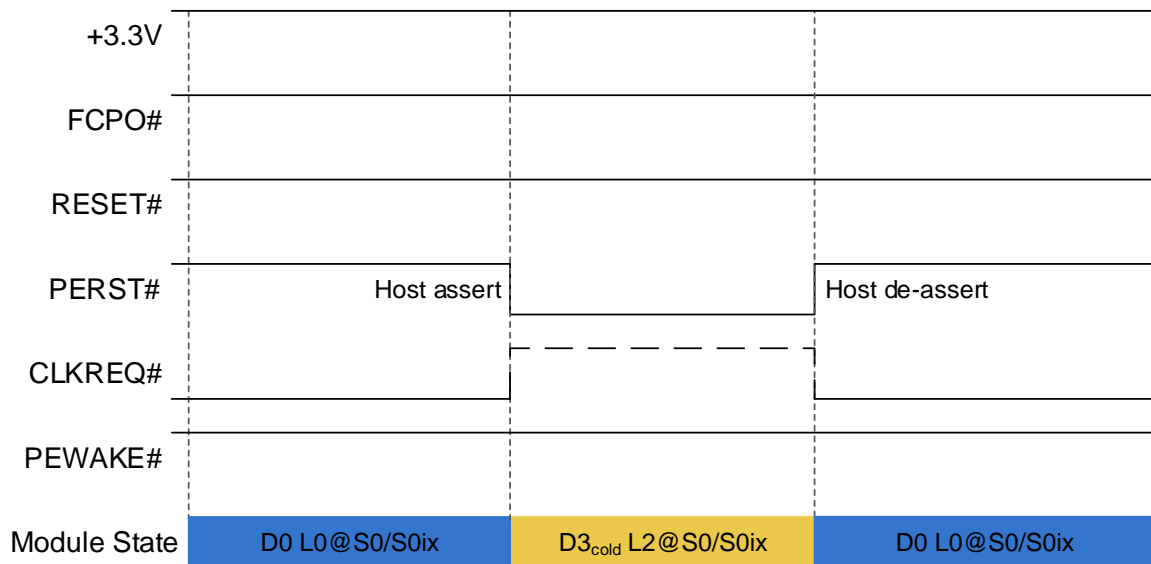 +3.3V
FCPO#
RESET#
PERST#
Host assert
Host de-assert
CLKREQ#
PEWAKE#
Module State
D0 L0@S0/S0ix
D3cold L2@S0/S0ix
D0 L0@S0/S0ix